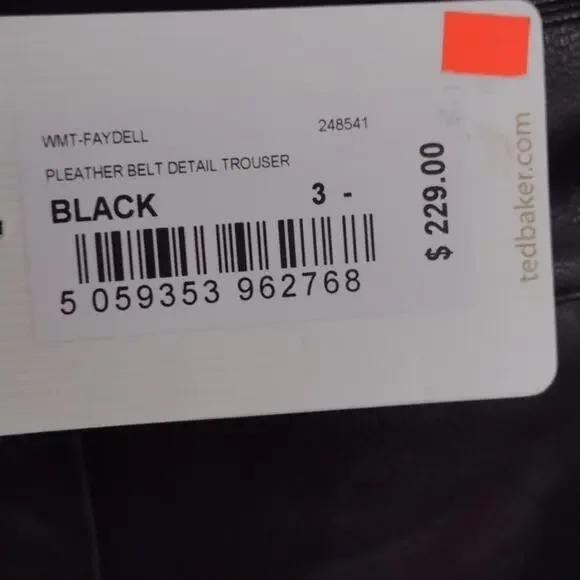 WMT-FAYDELL 248541
PLEATHER BELT DETAIL TROUSER
BLACK 3 -
5 059353 962768
$ 229.00
tedbaker.com